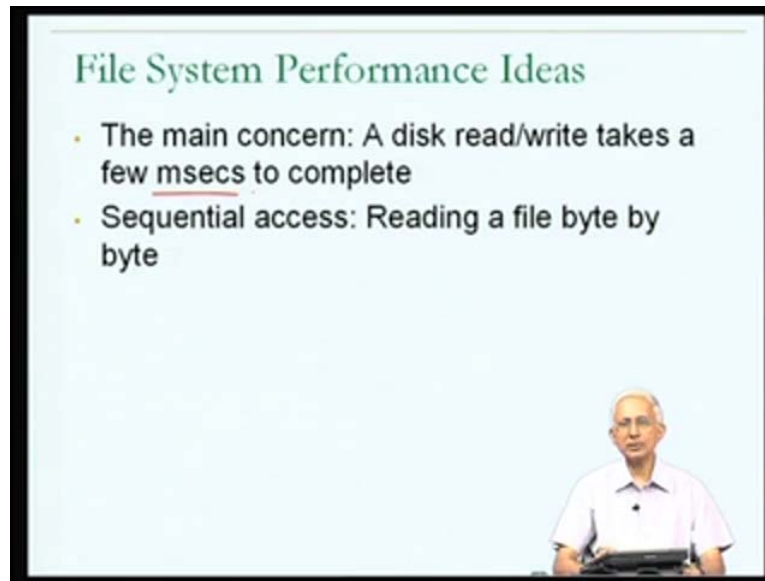 File System Performance Ideas
· The main concern: A disk read/write takes a
few msecs to complete
· Sequential access: Reading a file byte by
byte